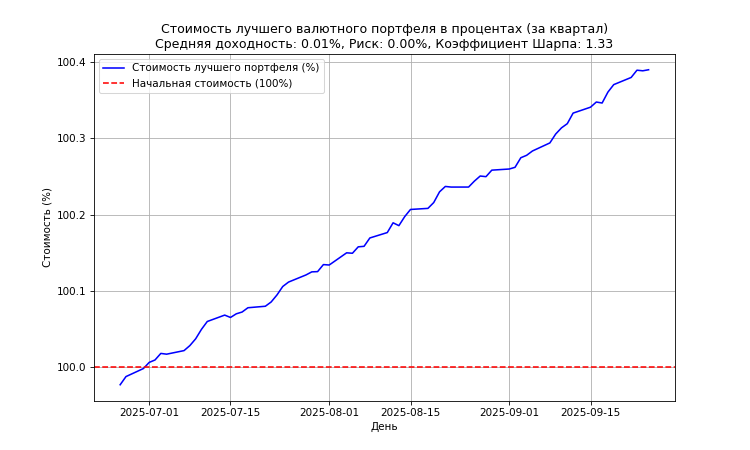 Стоимость лучшего валютного портфеля в процентах (за квартал)
Средняя доходность: 0.01%, Риск: 0.00%, Коэффициент Шарпа: 1.33
Стоимость лучшего портфеля (%)
Начальная стоимость (100%)
Стоимость (%)
100.4
100.3
100.2
100.1
100.0
2025-07-01 2025-07-15 2025-08-01 2025-08-15 2025-09-01 2025-09-15
День